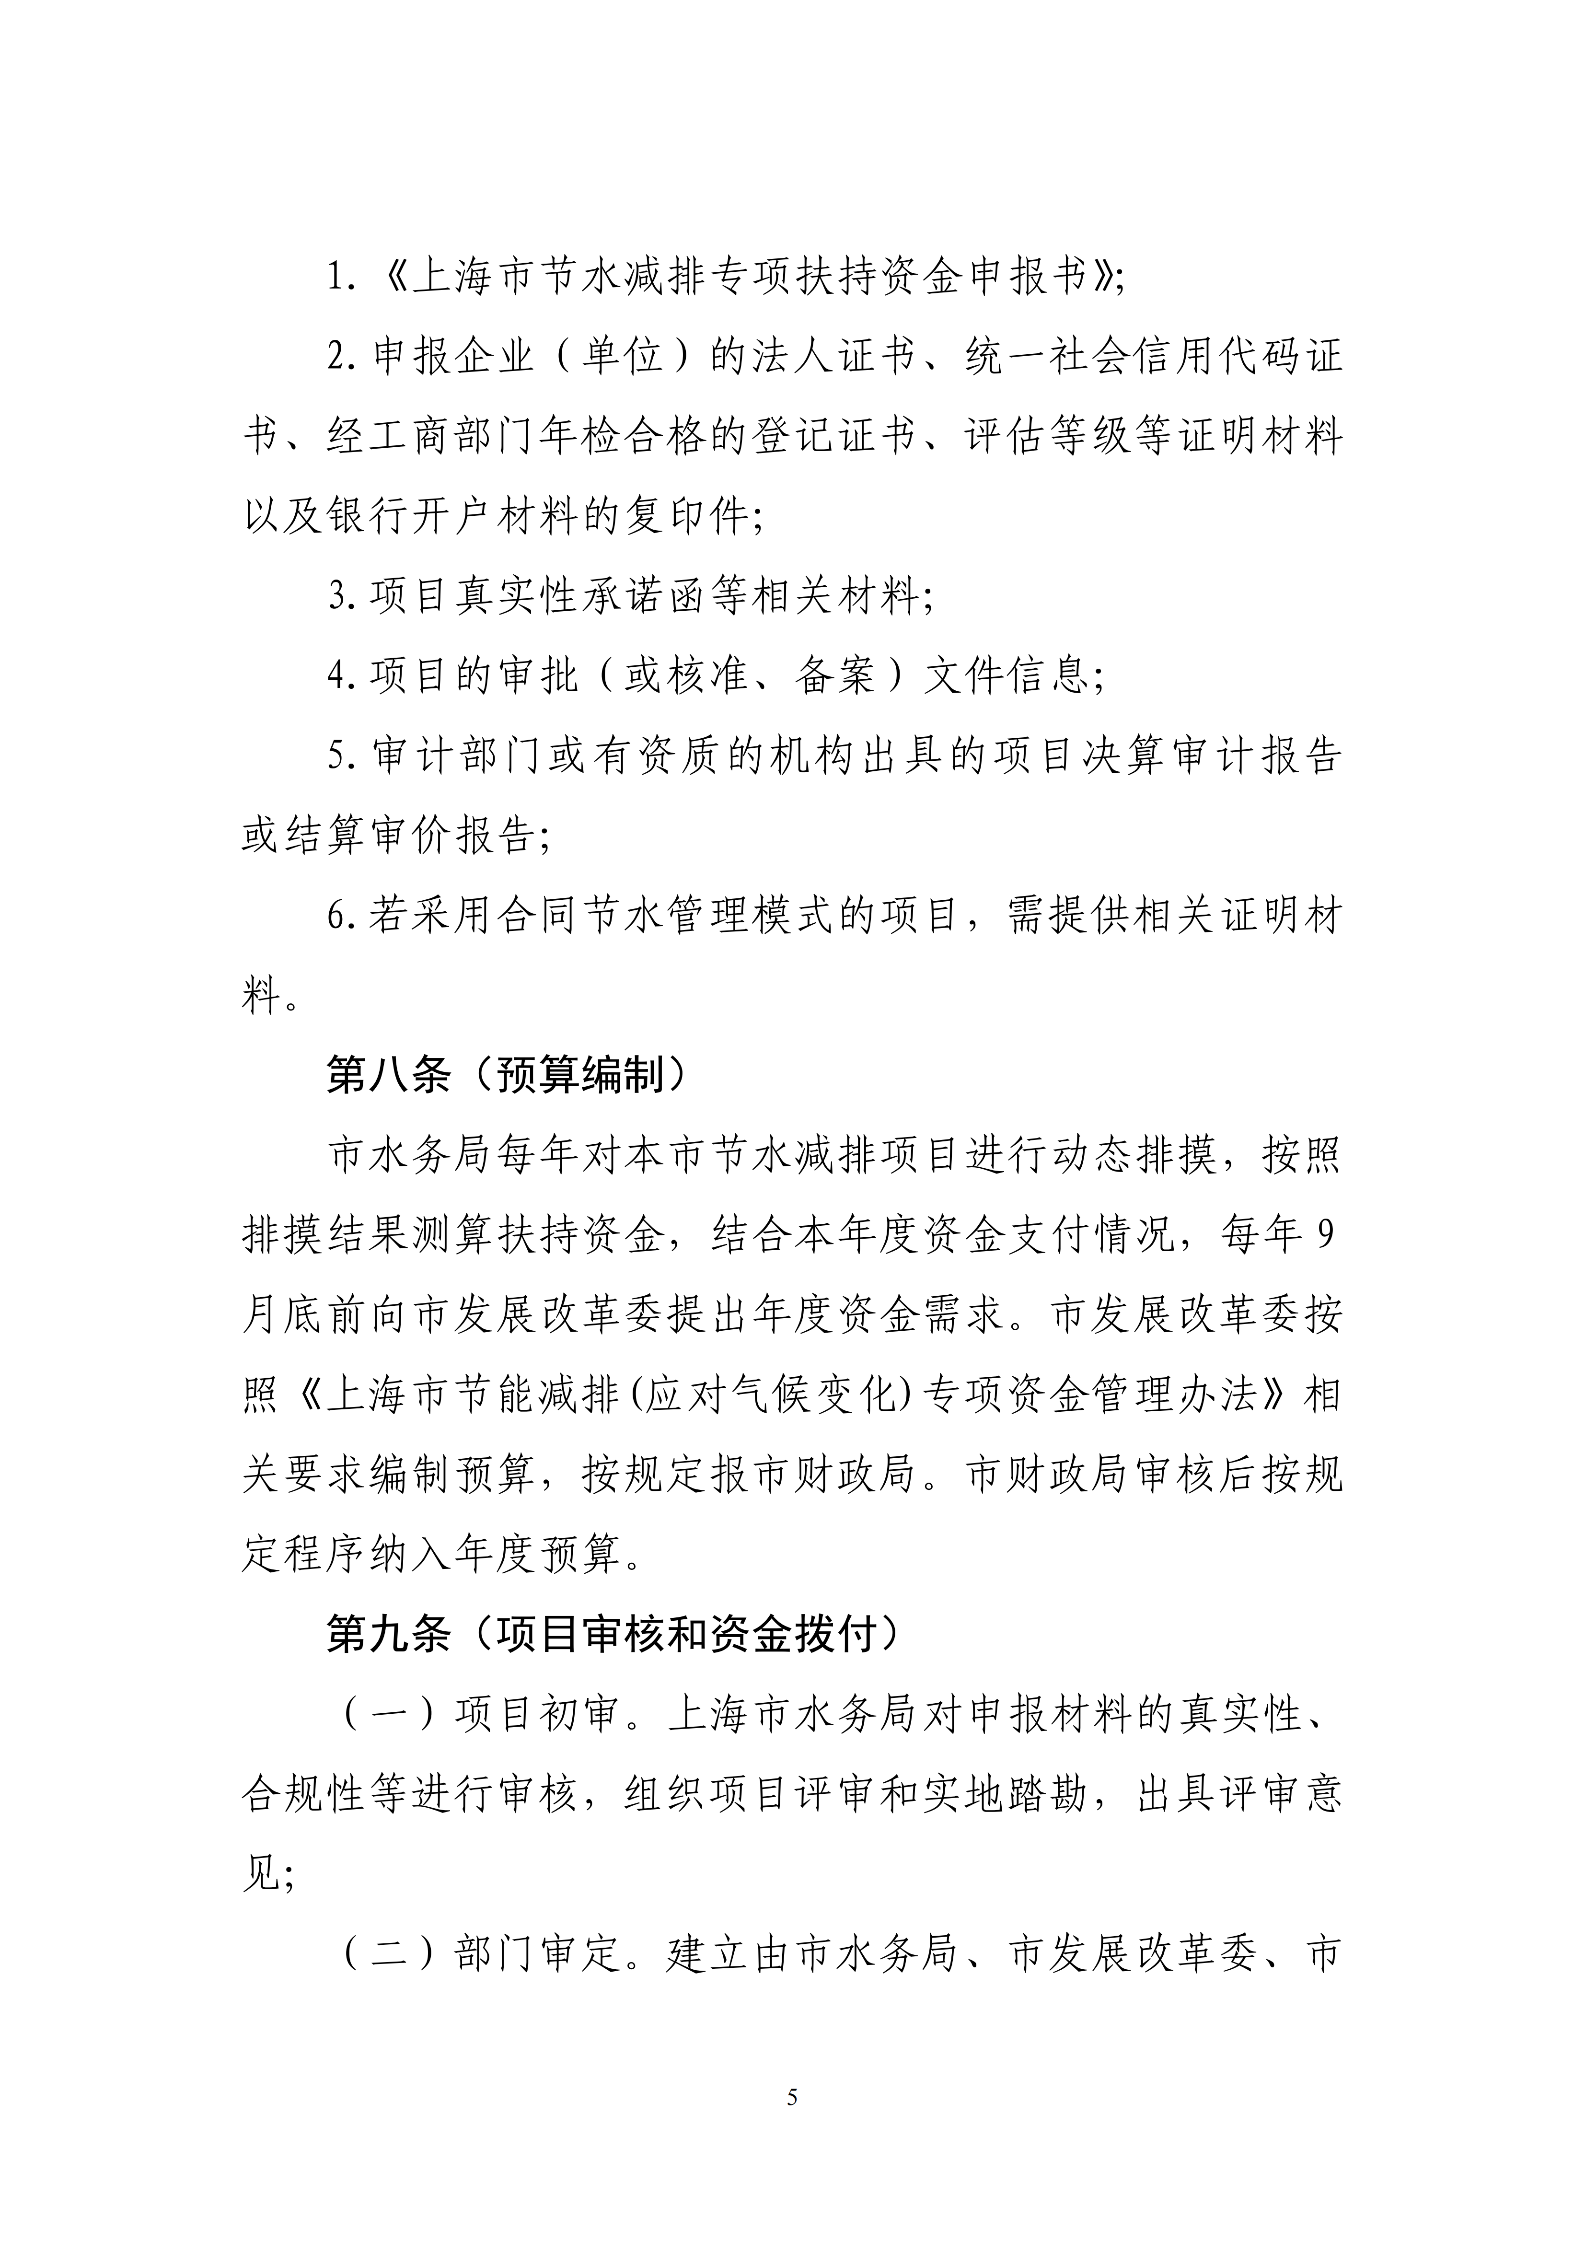 1.《上海市节水减排专项扶持资金申报书》；
2.申报企业（单位）的法人证书、统一社会信用代码证
书、经工商部门年检合格的登记证书、评估等级等证明材料
以及银行开户材料的复印件；
3.项目真实性承诺函等相关材料；
4.项目的审批（或核准、备案）文件信息；
5.审计部门或有资质的机构出具的项目决算审计报告
或结算审价报告；
6.若采用合同节水管理模式的项目，需提供相关证明材
料。
第八条（预算编制）
市水务局每年对本市节水减排项目进行动态排摸，按照
排摸结果测算扶持资金，结合本年度资金支付情况，每年 9
月底前向市发展改革委提出年度资金需求。市发展改革委按
照《上海市节能减排(应对气候变化)专项资金管理办法》相
关要求编制预算，按规定报市财政局。市财政局审核后按规
定程序纳入年度预算。
第九条（项目审核和资金拨付）
（一）项目初审。上海市水务局对申报材料的真实性、
合规性等进行审核，组织项目评审和实地踏勘，出具评审意
见；
（二）部门审定。建立由市水务局、市发展改革委、市
5